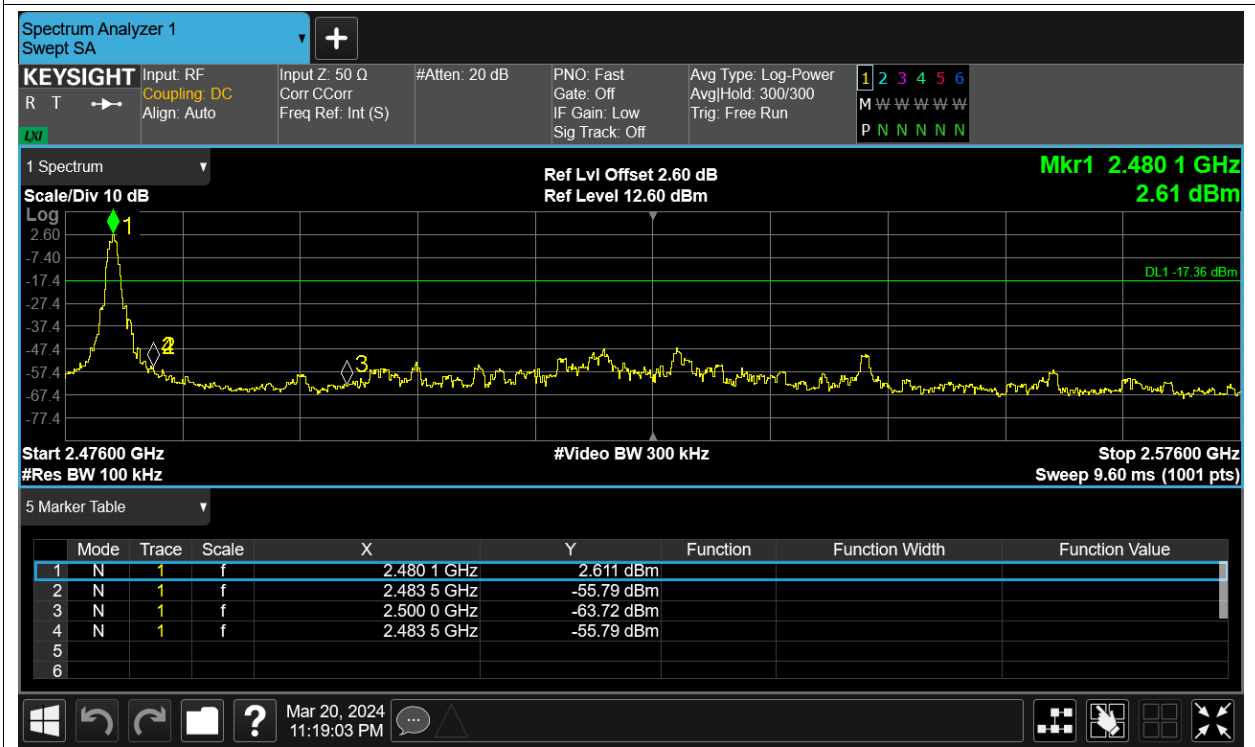 Spectrum Analyzer 1
Swept SA
+
KEYSIGHT
R T
LXI
Input: RF
Coupling: DC
Align: Auto
Input Z: 50 Ω
Corr CCorr
Freq Ref: Int (S)
#Atten: 20 dB
PNO: Fast
Gate: Off
IF Gain: Low
Sig Track: Off
Avg Type: Log-Power
Avg|Hold: 300/300
Trig: Free Run
1 2 3 4 5 6
M W W W W W
P N N N N N
1 Spectrum
Scale/Div 10 dB
Ref Lvl Offset 2.60 dB
Ref Level 12.60 dBm
Mkr1 2.480 1 GHz
2.61 dBm
Log
1
2.60
-7.40
-17.4
DL1 -17.36 dBm
-27.4
-37.4
-47.4
3
-57.4
-67.4
-77.4
Start 2.47600 GHz
#Video BW 300 kHz
Stop 2.57600 GHz
#Res BW 100 kHz
Sweep 9.60 ms (1001 pts)
5 Marker Table
Mode Trace Scale X Y Function Function Width Function Value
1 N 1 f 2.480 1 GHz 2.611 dBm
2 N 1 f 2.483 5 GHz -55.79 dBm
3 N 1 f 2.500 0 GHz -63.72 dBm
4 N 1 f 2.483 5 GHz -55.79 dBm
5
6
?
Mar 20, 2024
11:19:03 PM